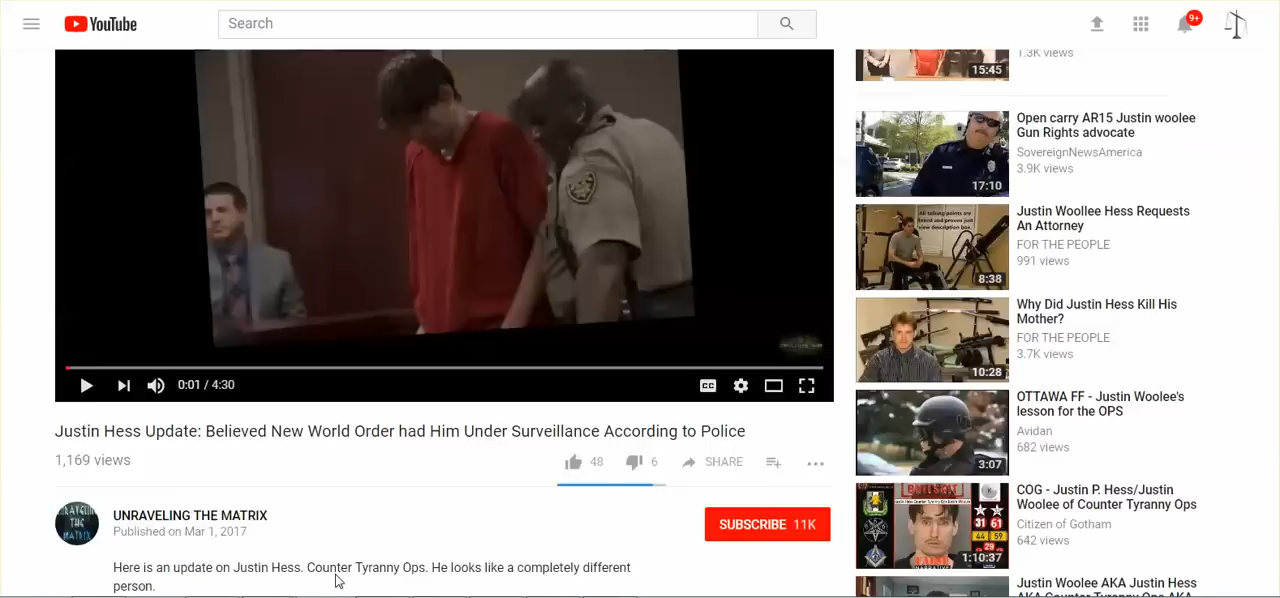 YouTube
Search
9+
1.3K views
15:45
Open carry AR15 Justin woolee
Gun Rights advocate
SovereignNewsAmerica
3.9K views
17:10
Justin Woollee Hess Requests
An Attorney
FOR THE PEOPLE
991 views
8:38
Why Did Justin Hess Kill His
Mother?
FOR THE PEOPLE
3.7K views
10:28
OTTAWA FF - Justin Woolee's
lesson for the OPS
Avidan
682 views
3:07
COG - Justin P. Hess/Justin
Woolee of Counter Tyranny Ops
Citizen of Gotham
642 views
1:10:37
Justin Woolee AKA Justin Hess
AKA Counter Tyranny Ops AKA
0:01 / 4:30
CC
Justin Hess Update: Believed New World Order had Him Under Surveillance According to Police
1,169 views
48
6
SHARE
UNRAVELING THE MATRIX
Published on Mar 1, 2017
SUBSCRIBE 11K
Here is an update on Justin Hess. Counter Tyranny Ops. He looks like a completely different
person.